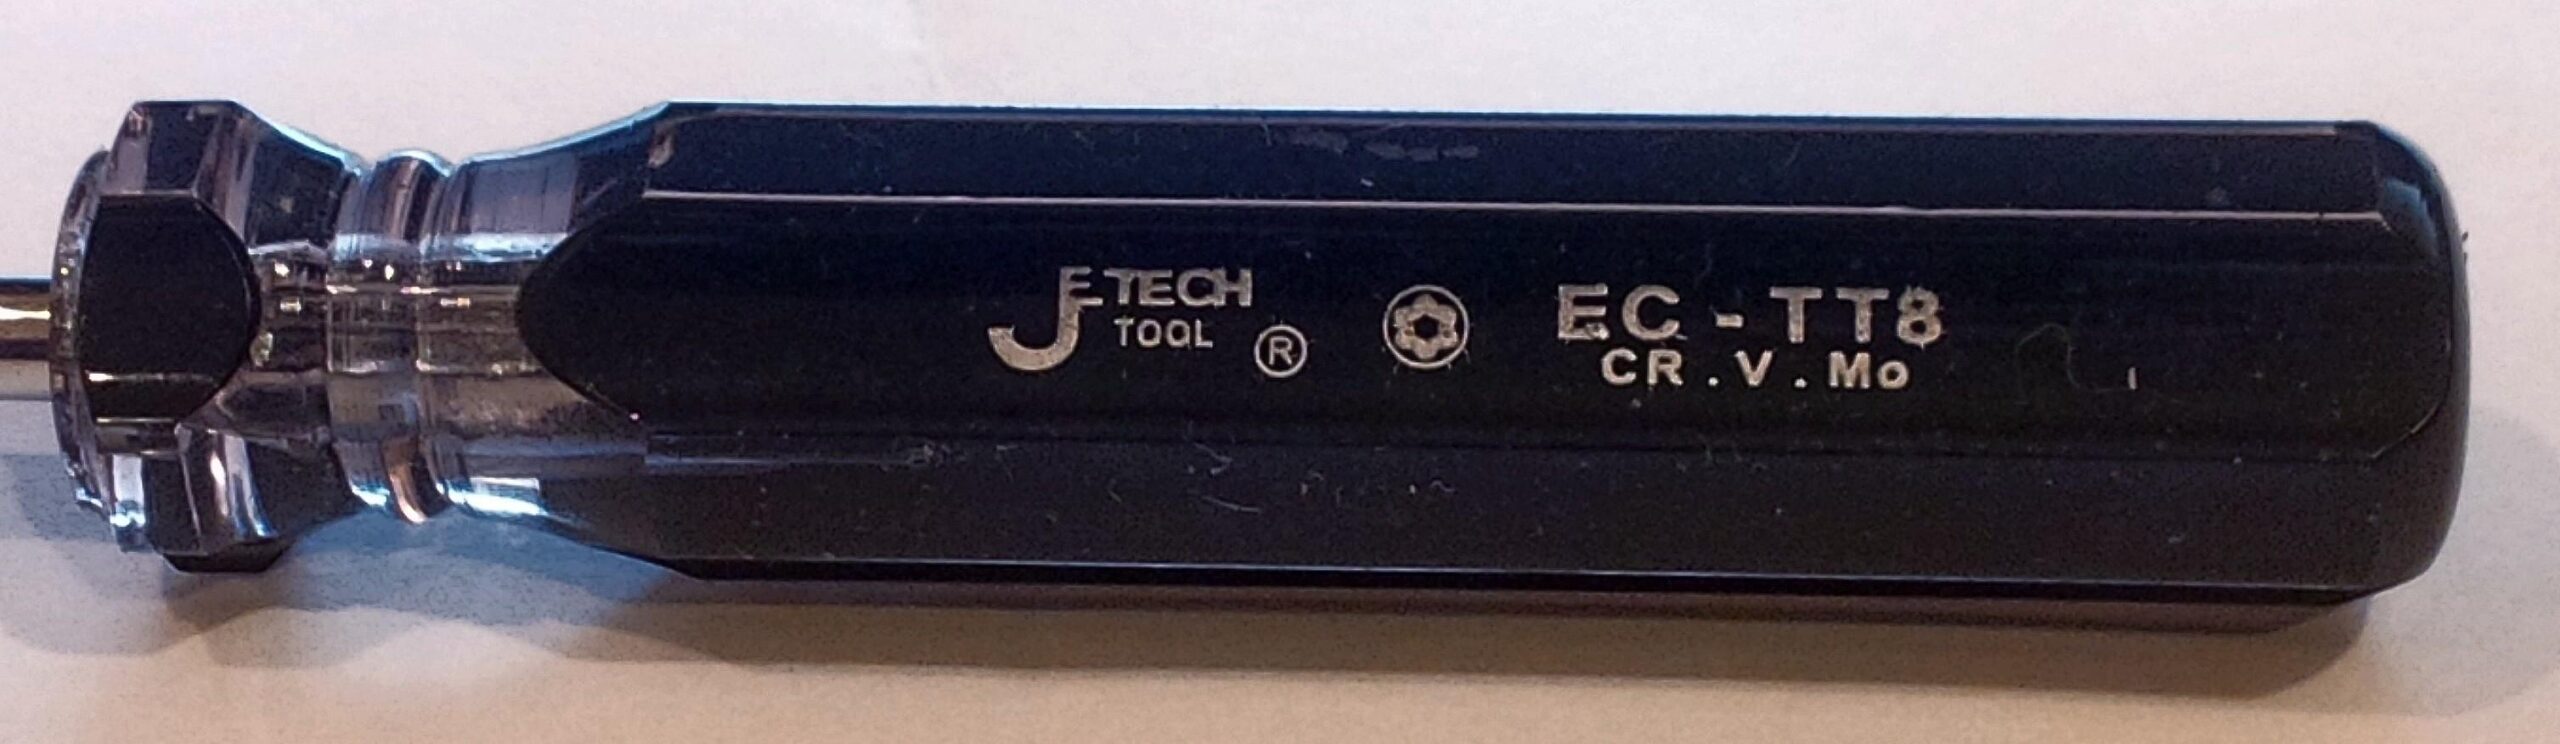 JETECH
TOOL ®
EC-TT8
CR.V.Mo